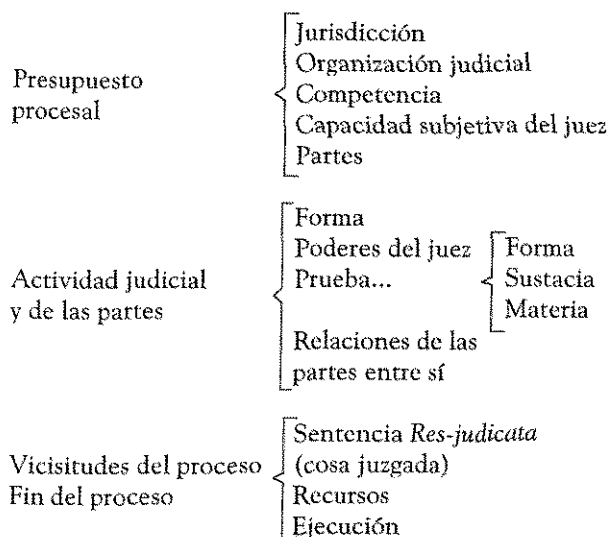 Presupuesto
procesal
Jurisdicción
Organización judicial
Competencia
Capacidad subjetiva del juez
Partes
Actividad judicial
y de las partes
Forma
Poderes del juez
Prueba...
Forma
Sustacia
Materia
Relaciones de las
partes entre sí
Vicisitudes del proceso
Fin del proceso
Sentencia Res-judicata
(cosa juzgada)
Recursos
Ejecución